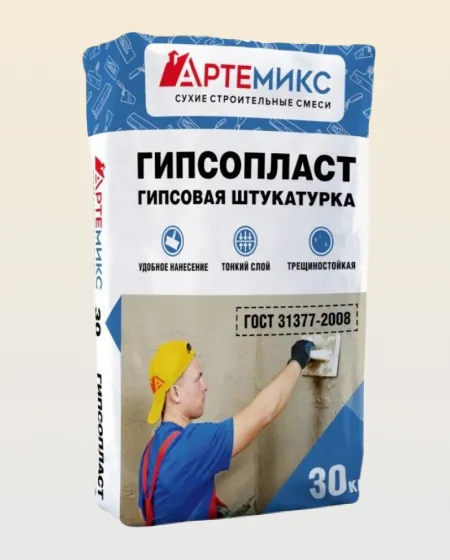 АРТЕМИКС
СУХИЕ СТРОИТЕЛЬНЫЕ СМЕСИ
ГИПСОПЛАСТ
ГИПСОВАЯ ШТУКАТУРКА
УДОБНОЕ НАНЕСЕНИЕ
ТОНКИЙ СЛОЙ
ТРЕЩИНОСТОЙКАЯ
ГОСТ 31377-2008
30 кг
АРТЕМИКС
30
ГИПСОПЛАСТ